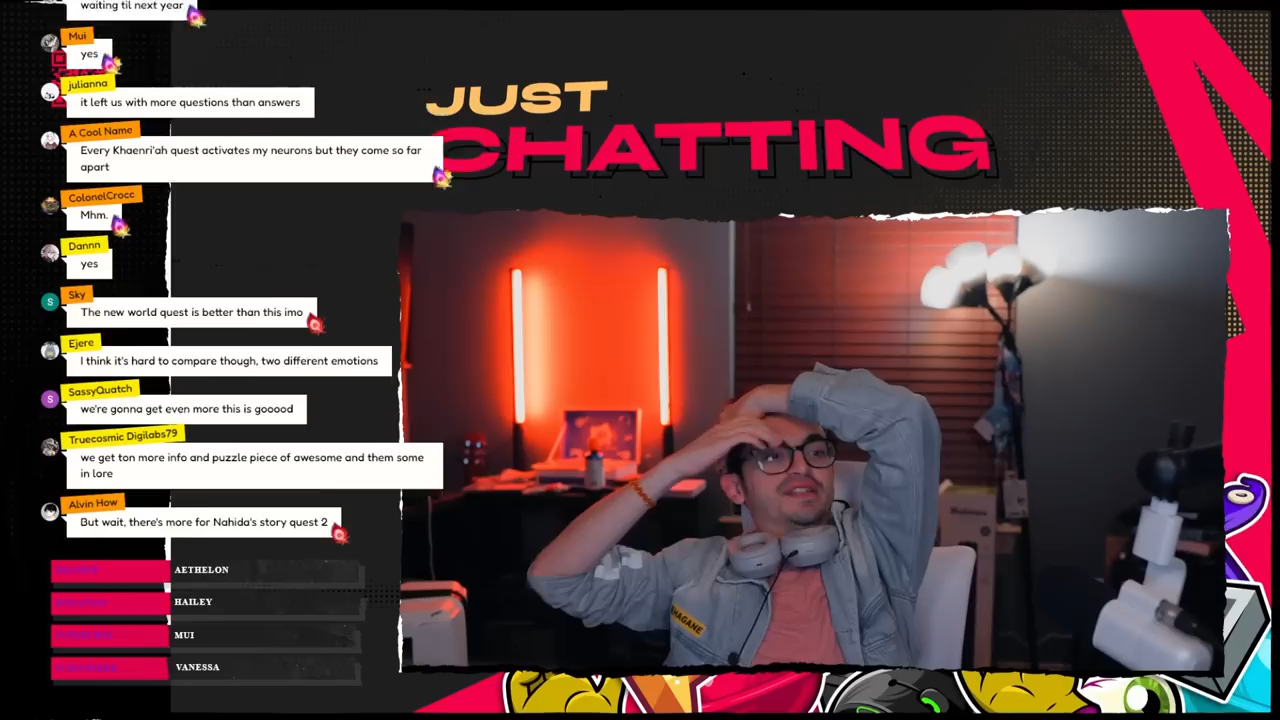 waiting til next year
Mui
yes
julianna
it left us with more questions than answers
A Cool Name
Every Khaenri'ah quest activates my neurons but they come so far
apart
ColonelCrocc
Mhm.
Dannn
yes
S
Sky
The new world quest is better than this imo
Ejere
I think it's hard to compare though, two different emotions
S
SassyQuatch
we're gonna get even more this is gooood
Truecosmic Digilabs79
we get ton more info and puzzle piece of awesome and them some
in lore
Alvin How
But wait, there's more for Nahida's story quest 2
AETHELON
HAILEY
MUI
VANESSA
JUST
CHATTING